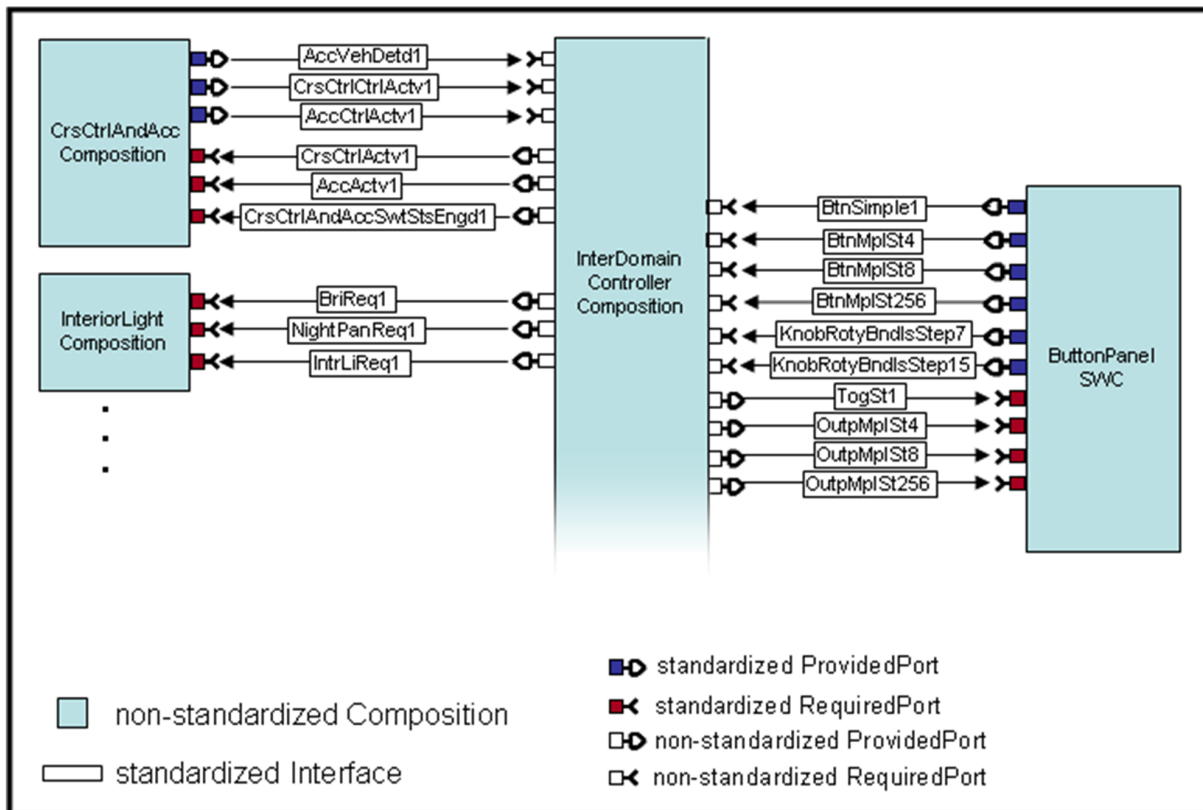 CrsCtrlAndAcc
Composition
AccVehDetd1
CrsCtrlCtrlActv1
AccCtrlActv1
CrsCtrlActv1
AccActv1
CrsCtrlAndAccSwtStsEngd1
InteriorLight
Composition
BriReq1
NightPanReq1
IntrLiReq1
InterDomain
Controller
Composition
BtnSimple1
BtnMplSt4
BtnMplSt8
BtnMplSt256
KnobRotyBndlsStep7
KnobRotyBndlsStep15
TogSt1
OutpMplSt4
OutpMplSt8
OutpMplSt256
ButtonPanel
SWC
non-standardized Composition
standardized Interface
standardized ProvidedPort
standardized RequiredPort
non-standardized ProvidedPort
non-standardized RequiredPort